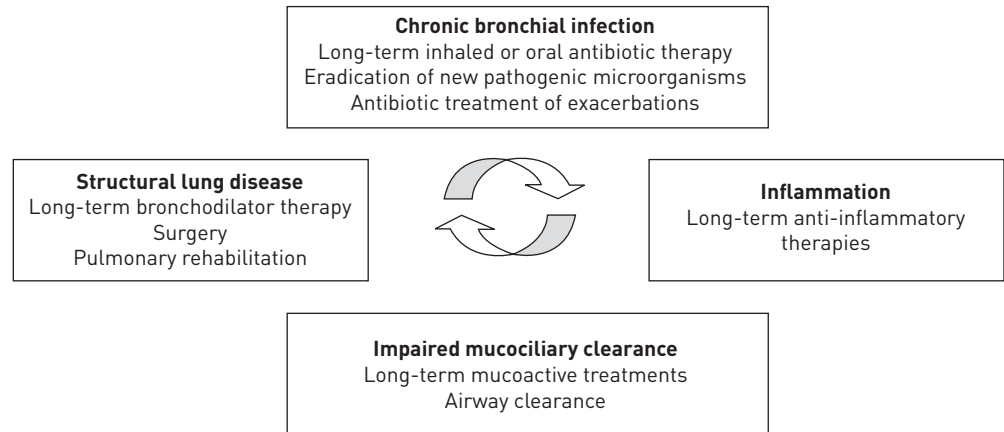 Chronic bronchial infection
Long-term inhaled or oral antibiotic therapy
Eradication of new pathogenic microorganisms
Antibiotic treatment of exacerbations
Structural lung disease
Long-term bronchodilator therapy
Surgery
Pulmonary rehabilitation
Inflammation
Long-term anti-inflammatory
therapies
Impaired mucociliary clearance
Long-term mucoactive treatments
Airway clearance